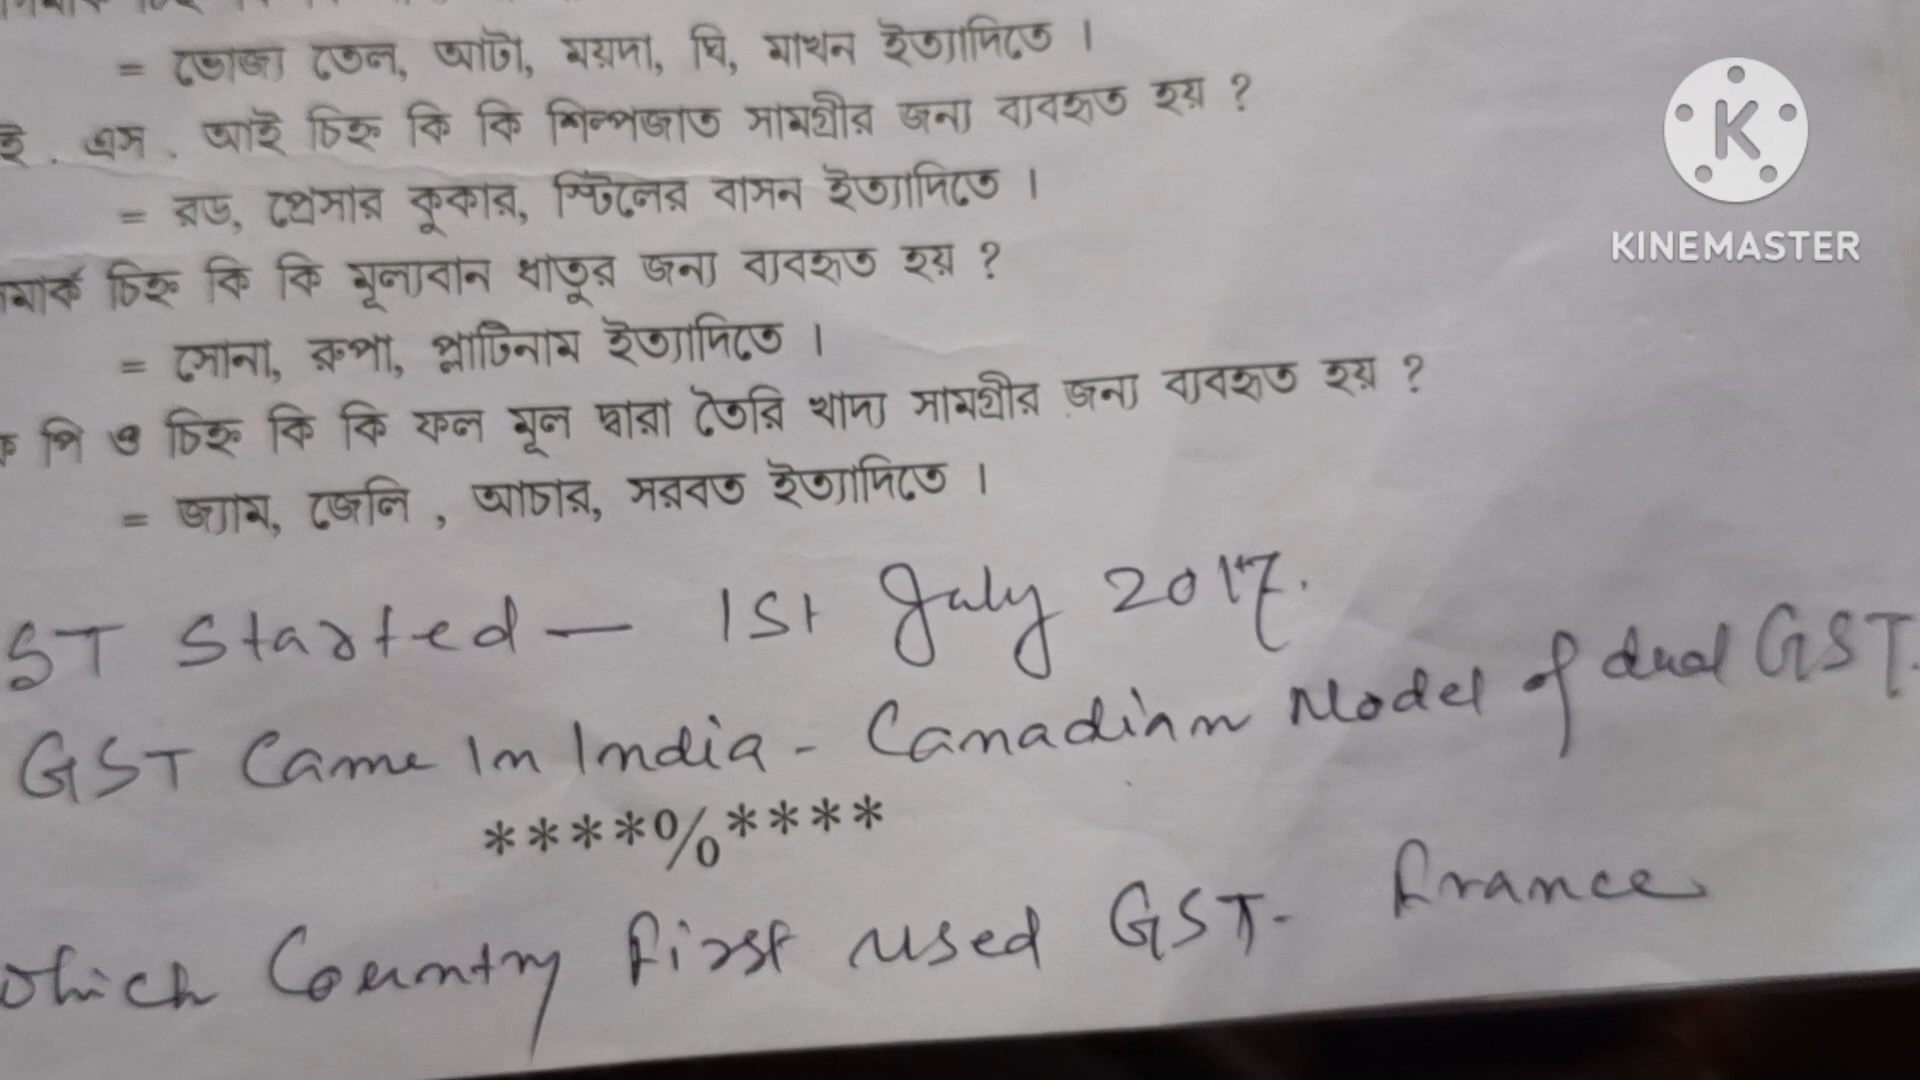 = ভোজ্য তেল, আটা, ময়দা, ঘি, মাখন ইত্যাদিতে ।
ই . এস . আই চিহ্ন কি কি শিল্পজাত সামগ্রীর জন্য ব্যবহৃত হয় ?
= রড, প্রেসার কুকার, স্টিলের বাসন ইত্যাদিতে ।
মার্ক চিহ্ন কি কি মূল্যবান ধাতুর জন্য ব্যবহৃত হয় ?
= সোনা, রুপা, প্লাটিনাম ইত্যাদিতে ।
পি ও চিহ্ন কি কি ফল মূল দ্বারা তৈরি খাদ্য সামগ্রীর জন্য ব্যবহৃত হয় ?
= জ্যাম, জেলি , আচার, সরবত ইত্যাদিতে ।
ST Started — 1St July 2017.
GST Came In India - Canadian Model of dual GST.
****%****
Which Country first used GST- france
K
KINEMASTER